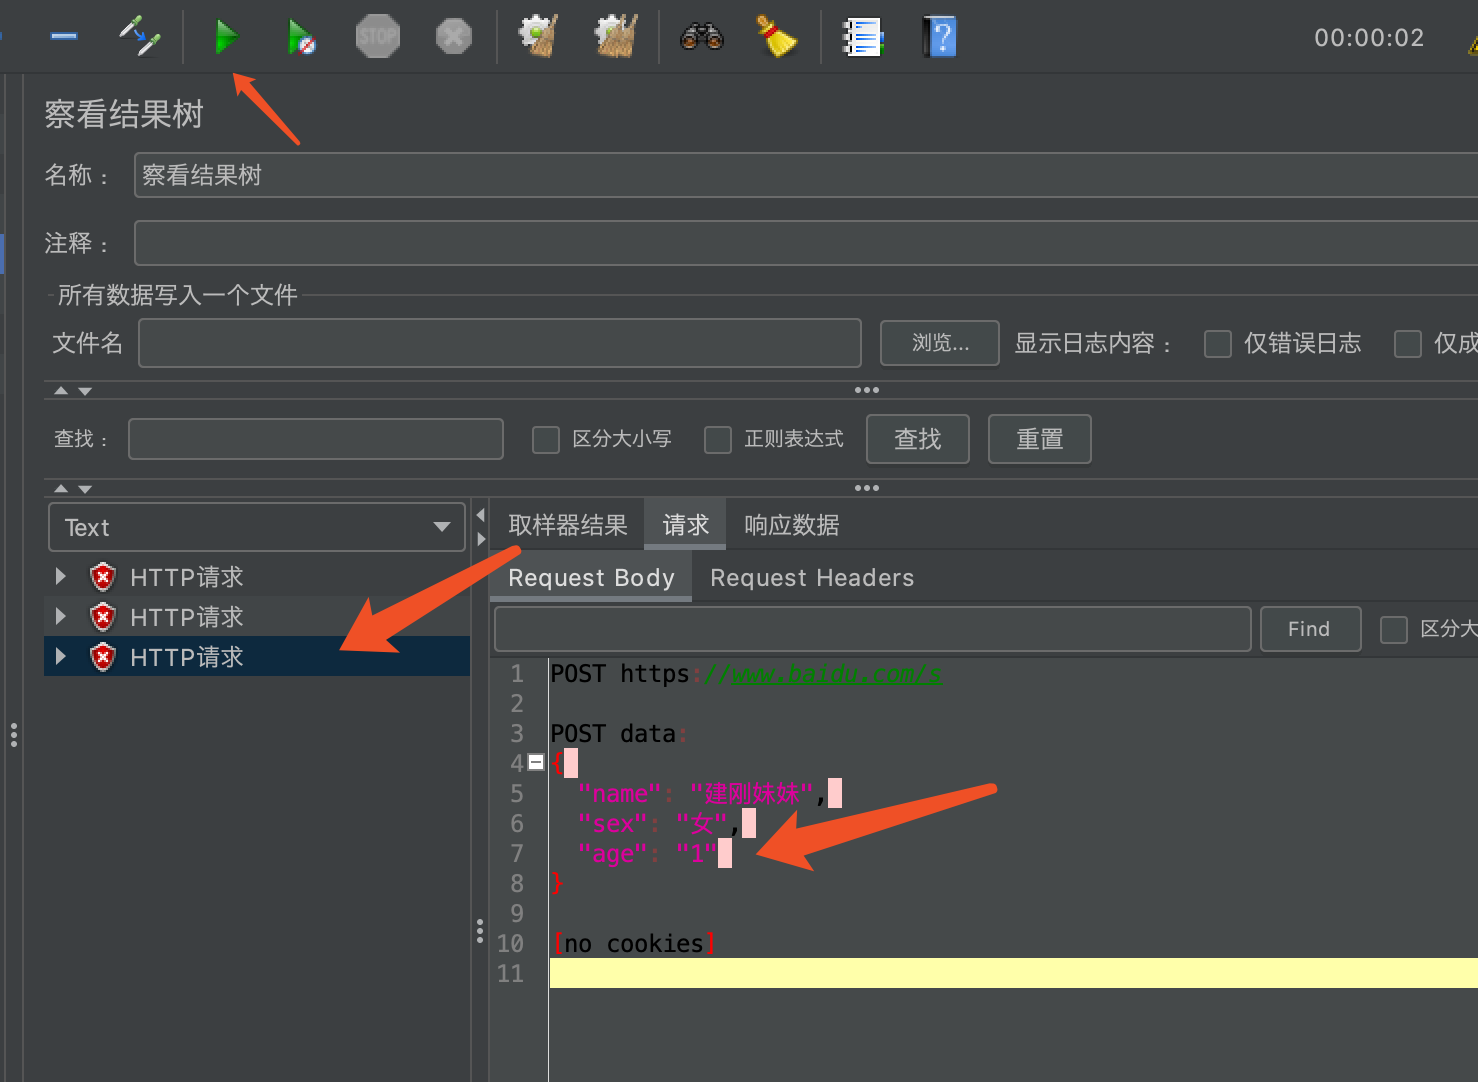 STOP
00:00:02
察看结果树
名称：
察看结果树
注释：
所有数据写入一个文件
文件名
浏览...
显示日志内容：
仅错误日志
仅成
查找：
区分大小写
正则表达式
查找
重置
Text
取样器结果
请求
响应数据
HTTP请求
HTTP请求
HTTP请求
Request Body
Request Headers
Find
区分大
1 POST https://www.baidu.com/s
2
3 POST data:
4 {
5 "name": "建刚妹妹",
6 "sex": "女",
7 "age": "1"
8 }
9
10 [no cookies]
11